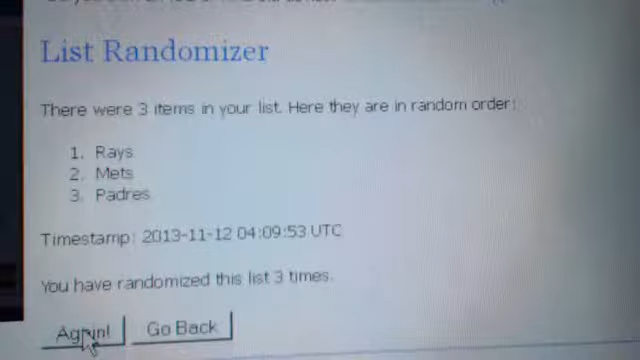 List Randomizer
There were 3 items in your list. Here they are in random order:
1. Rays
2. Mets
3. Padres
Timestamp: 2013-11-12 04:09:53 UTC
You have randomized this list 3 times.
Again! Go Back